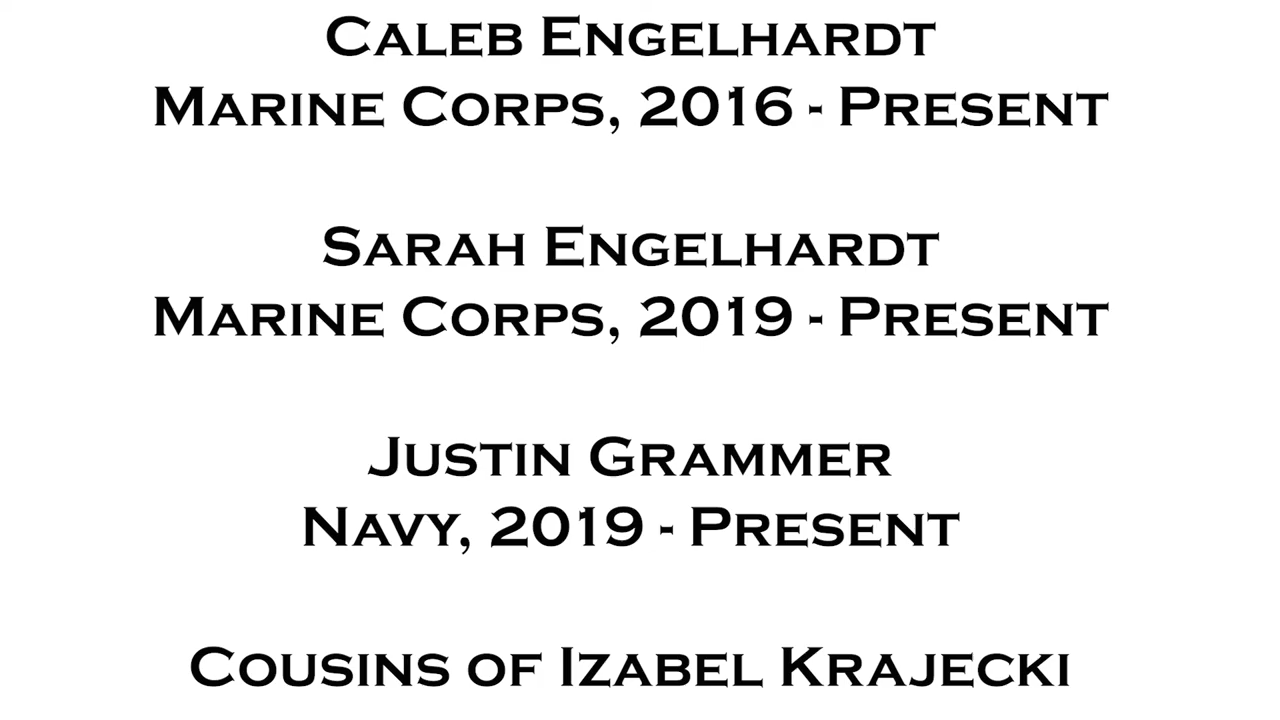 Caleb Engelhardt
Marine Corps, 2016 - Present
Sarah Engelhardt
Marine Corps, 2019 - Present
Justin Grammer
Navy, 2019 - Present
Cousins of Izabel Krajecki